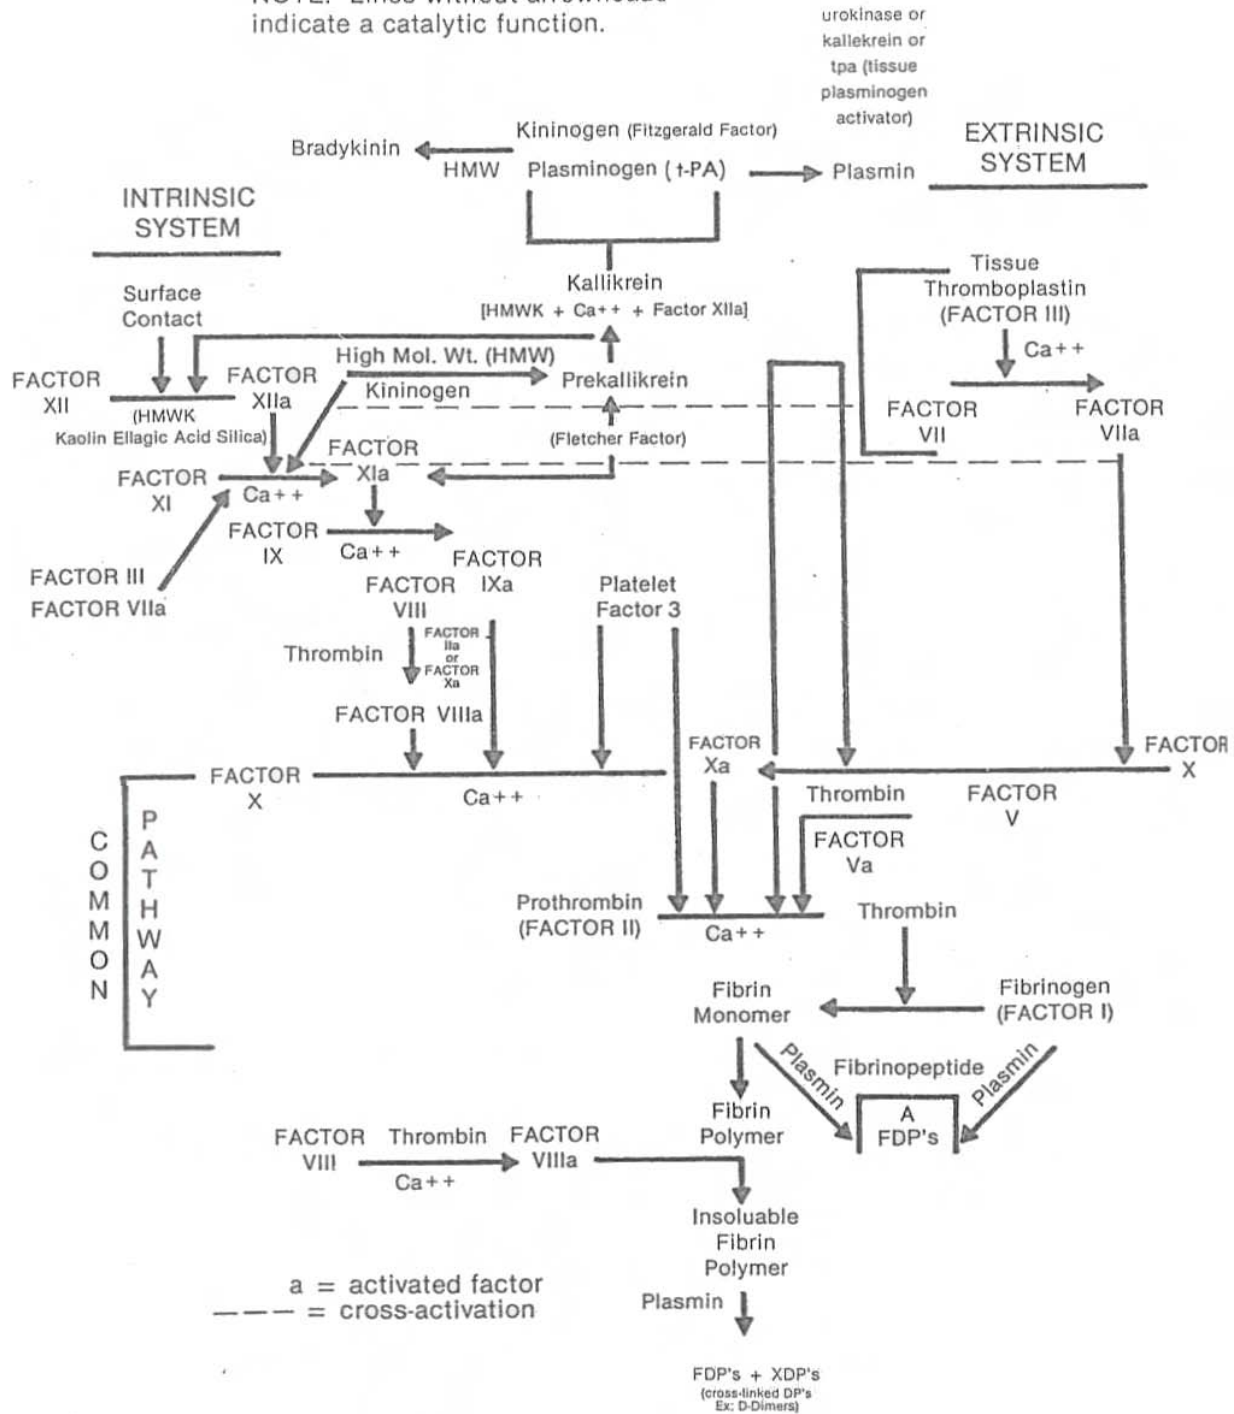 indicate a catalytic function.
urokinase or
kallekrein or
tpa (tissue
plasminogen
activator)
EXTRINSIC
SYSTEM
Kininogen (Fitzgerald Factor)
Bradykinin
HMW
Plasminogen (t-PA)
Plasmin
INTRINSIC
SYSTEM
Kallikrein
[HMWK + Ca++ + Factor XIIa]
Tissue
Thromboplastin
(FACTOR III)
Ca++
Surface
Contact
High Mol. Wt. (HMW)
Kininogen
Prekallikrein
FACTOR
XII
FACTOR
XIIa
(HMWK
Kaolin Ellagic Acid Silica)
(Fletcher Factor)
FACTOR
VII
FACTOR
VIIa
FACTOR
XI
Ca++
FACTOR
XIa
FACTOR
IX
Ca++
FACTOR
IXa
FACTOR III
FACTOR VIIa
FACTOR
VIII
Platelet
Factor 3
Thrombin
FACTOR
IIa
or
FACTOR
Xa
FACTOR VIIIa
FACTOR
X
Ca++
FACTOR
Xa
FACTOR
X
Thrombin
FACTOR
V
FACTOR
Va
COMMON
PATHWAY
Prothrombin
(FACTOR II)
Ca++
Thrombin
Fibrin
Monomer
Fibrinogen
(FACTOR I)
Plasmin
Fibrinopeptide
Plasmin
A
FDP's
Fibrin
Polymer
FACTOR
VIII
Thrombin
Ca++
FACTOR
VIIIa
Insoluable
Fibrin
Polymer
a = activated factor
--- = cross-activation
Plasmin
FDP's + XDP's
(cross-linked DP's
Ex: D-Dimers)